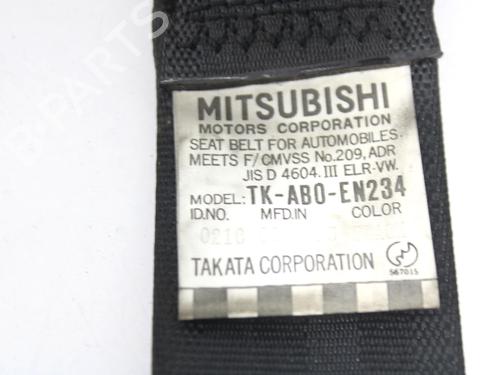 MITSUBISHI
MOTORS CORPORATION
SEAT BELT FOR AUTOMOBILES.
MEETS F/CMVSS No.209, ADR
JIS D 4604.III ELR-VW.
MODEL: TK-AB0-EN234
ID.NO. MFD.IN COLOR
TAKATA CORPORATION
567015